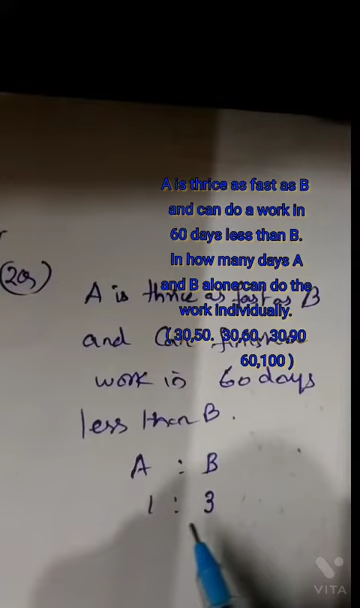 A is thrice as fast as B
and can do a work in
60 days less than B.
In how many days A
and B alone can do the
work individually.
( 30,50. 30,60, 30,90
60,100 )
(20)
A is thrice as fast as B
and Can finish
work in 60 days
less than B.
A : B
1 : 3
VITA